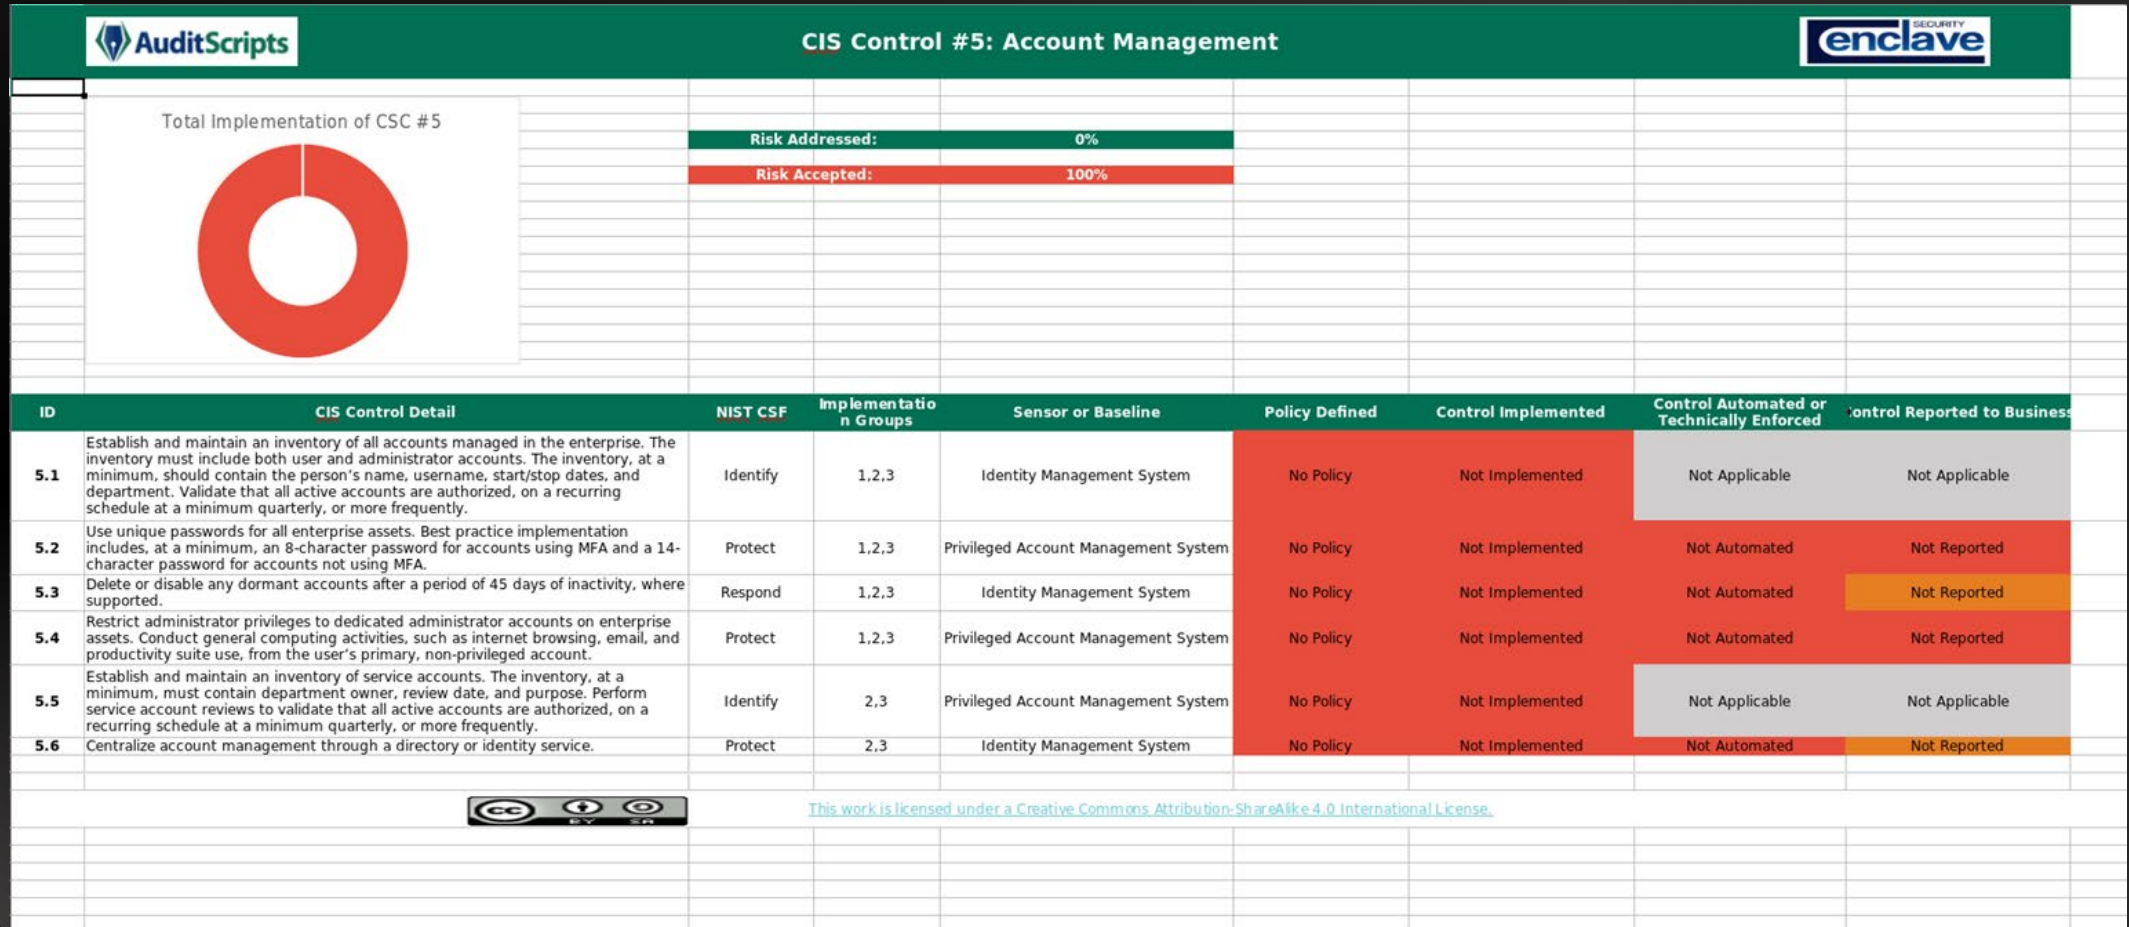 AuditScripts
CIS Control #5: Account Management
SECURITY
enclave
Total Implementation of CSC #5
Risk Addressed: 0%
Risk Accepted: 100%
ID CIS Control Detail NIST CSF Implementatio n Groups Sensor or Baseline Policy Defined Control Implemented Control Automated or Technically Enforced ontrol Reported to Business
5.1
Establish and maintain an inventory of all accounts managed in the enterprise. The
inventory must include both user and administrator accounts. The inventory, at a
minimum, should contain the person's name, username, start/stop dates, and
department. Validate that all active accounts are authorized, on a recurring
schedule at a minimum quarterly, or more frequently.
Identify 1,2,3 Identity Management System No Policy Not Implemented Not Applicable Not Applicable
5.2
Use unique passwords for all enterprise assets. Best practice implementation
includes, at a minimum, an 8-character password for accounts using MFA and a 14-
character password for accounts not using MFA.
Protect 1,2,3 Privileged Account Management System No Policy Not Implemented Not Automated Not Reported
5.3
Delete or disable any dormant accounts after a period of 45 days of inactivity, where
supported.
Respond 1,2,3 Identity Management System No Policy Not Implemented Not Automated Not Reported
5.4
Restrict administrator privileges to dedicated administrator accounts on enterprise
assets. Conduct general computing activities, such as internet browsing, email, and
productivity suite use, from the user's primary, non-privileged account.
Protect 1,2,3 Privileged Account Management System No Policy Not Implemented Not Automated Not Reported
5.5
Establish and maintain an inventory of service accounts. The inventory, at a
minimum, must contain department owner, review date, and purpose. Perform
service account reviews to validate that all active accounts are authorized, on a
recurring schedule at a minimum quarterly, or more frequently.
Identify 2,3 Privileged Account Management System No Policy Not Implemented Not Applicable Not Applicable
5.6 Centralize account management through a directory or identity service. Protect 2,3 Identity Management System No Policy Not Implemented Not Automated Not Reported
cc BY SA
This work is licensed under a Creative Commons Attribution-ShareAlike 4.0 International License.